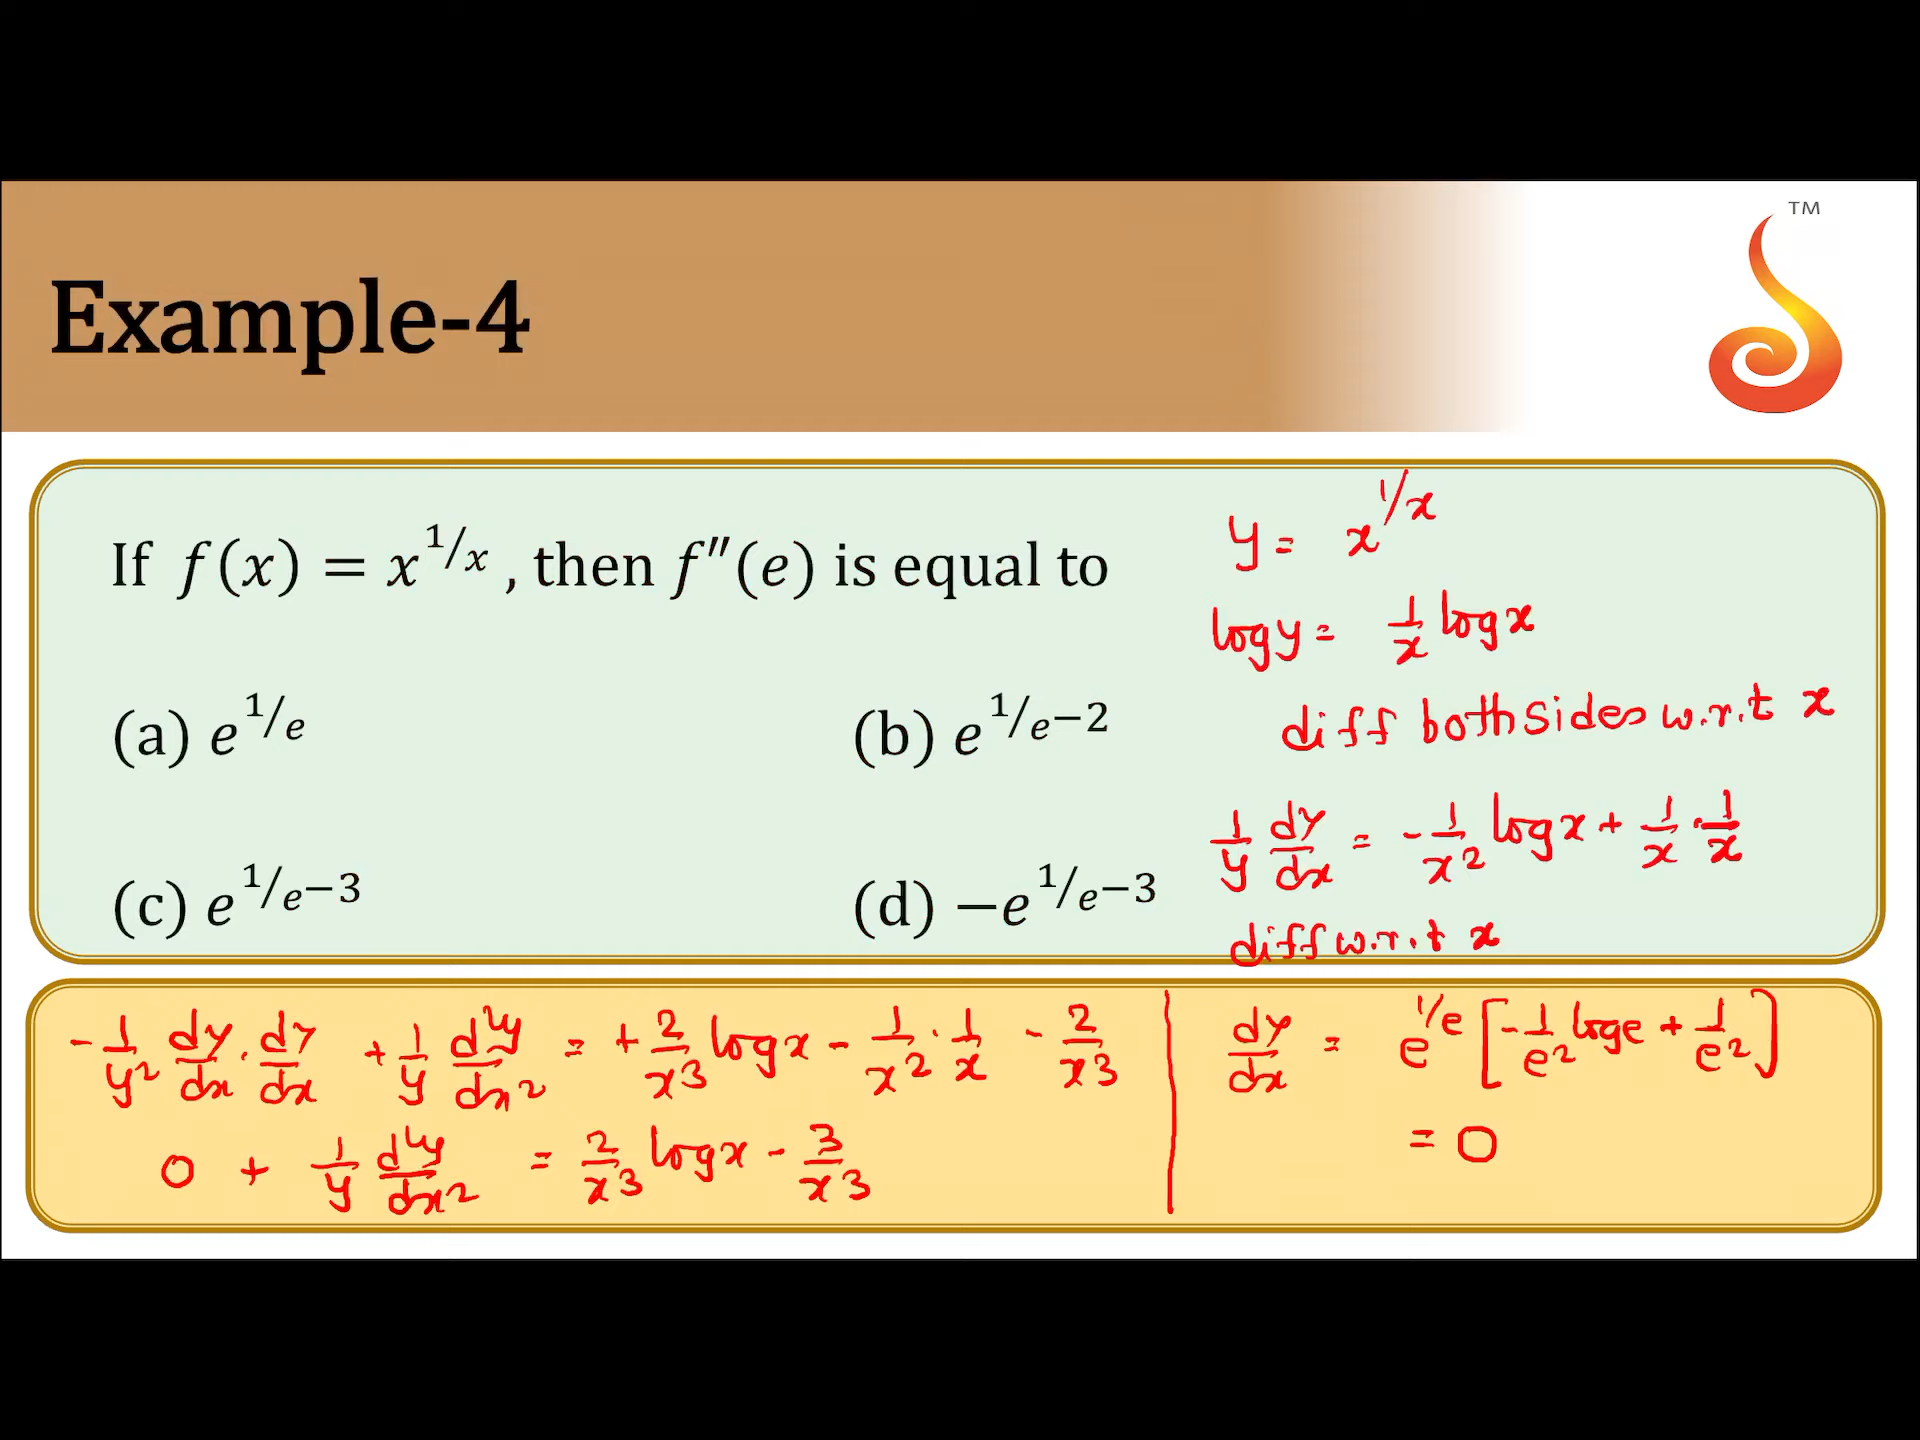 TM
Example-4
If f(x) = x^{1/x} , then f″(e) is equal to
(a) e^{1/e}
(b) e^{1/e−2}
(c) e^{1/e−3}
(d) −e^{1/e−3}
y = x^{1/x}
log y = 1/x log x
diff both sides w.r.t x
1/y dy/dx = -1/x² log x + 1/x · 1/x
diff w.r.t x
-1/y² dy/dx · dy/dx + 1/y d²y/dx² = +2/x³ log x - 1/x² · 1/x - 2/x³
0 + 1/y d²y/dx² = 2/x³ log x - 3/x³
dy/dx = e^{1/e} [-1/e² log e + 1/e²]
= 0